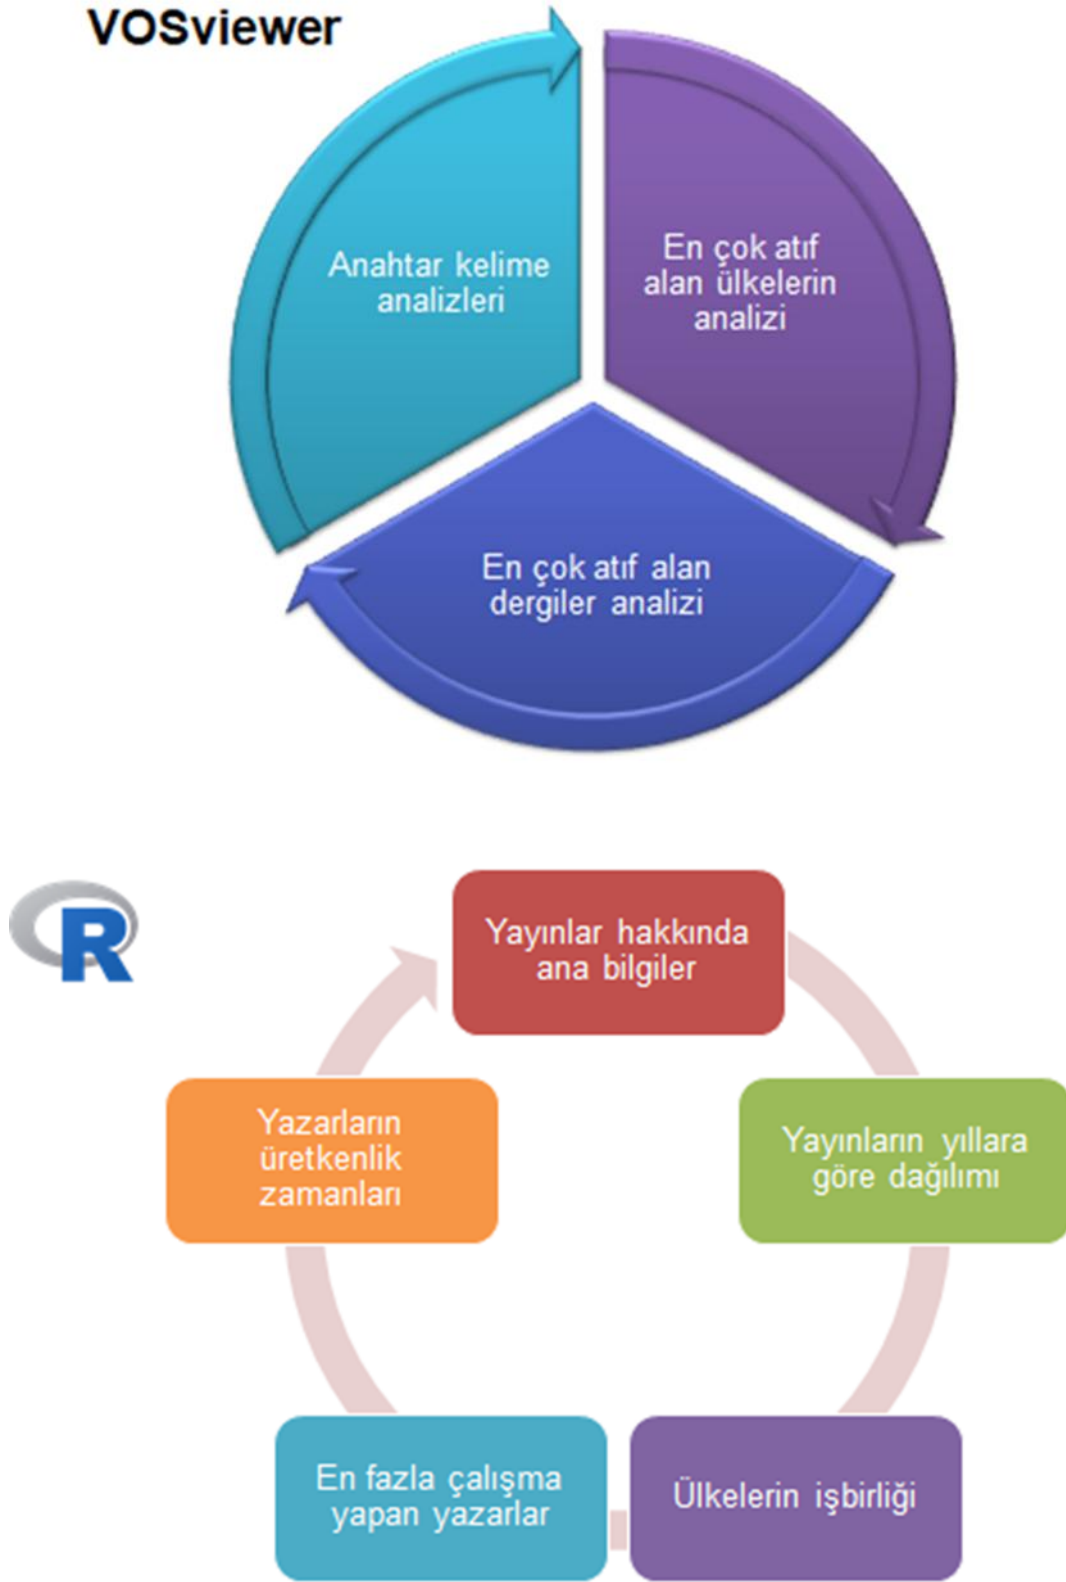 VOSviewer
Anahtar kelime
analizleri
En çok atıf
alan ülkelerin
analizi
En çok atıf alan
dergiler analizi
R
Yayınlar hakkında
ana bilgiler
Yayınların yıllara
göre dağılımı
Ülkelerin işbirliği
En fazla çalışma
yapan yazarlar
Yazarların
üretkenlik
zamanları